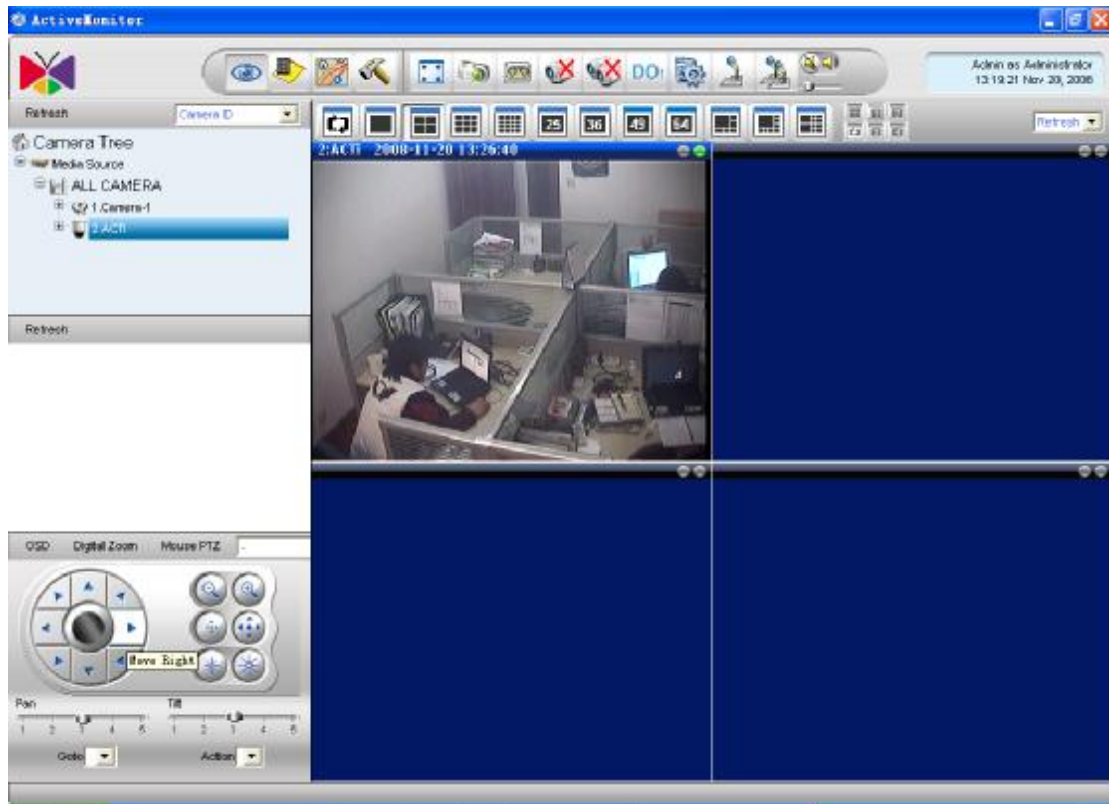 ActiveMonitor
DO!
Admin as Administrator
13:19:21 Nov 20, 2008
Refresh
Camera ID
25
36
49
64
Refresh
Camera Tree
Media Source
ALL CAMERA
1.Camera-1
2.ACTi
2:ACTi 2008-11-20 13:26:40
Refresh
OSD
Digital Zoom
Mouse PTZ
-
Move Right
Pan
Tilt
1 2 3 4 5
1 2 3 4 5
Goto
Action